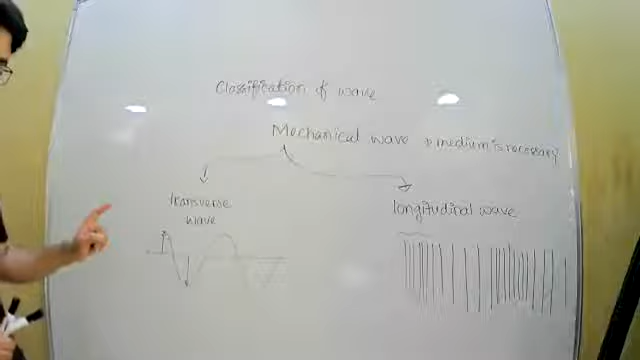 Classification of wave
Mechanical wave → medium is necessary
transverse
wave
longitudinal wave